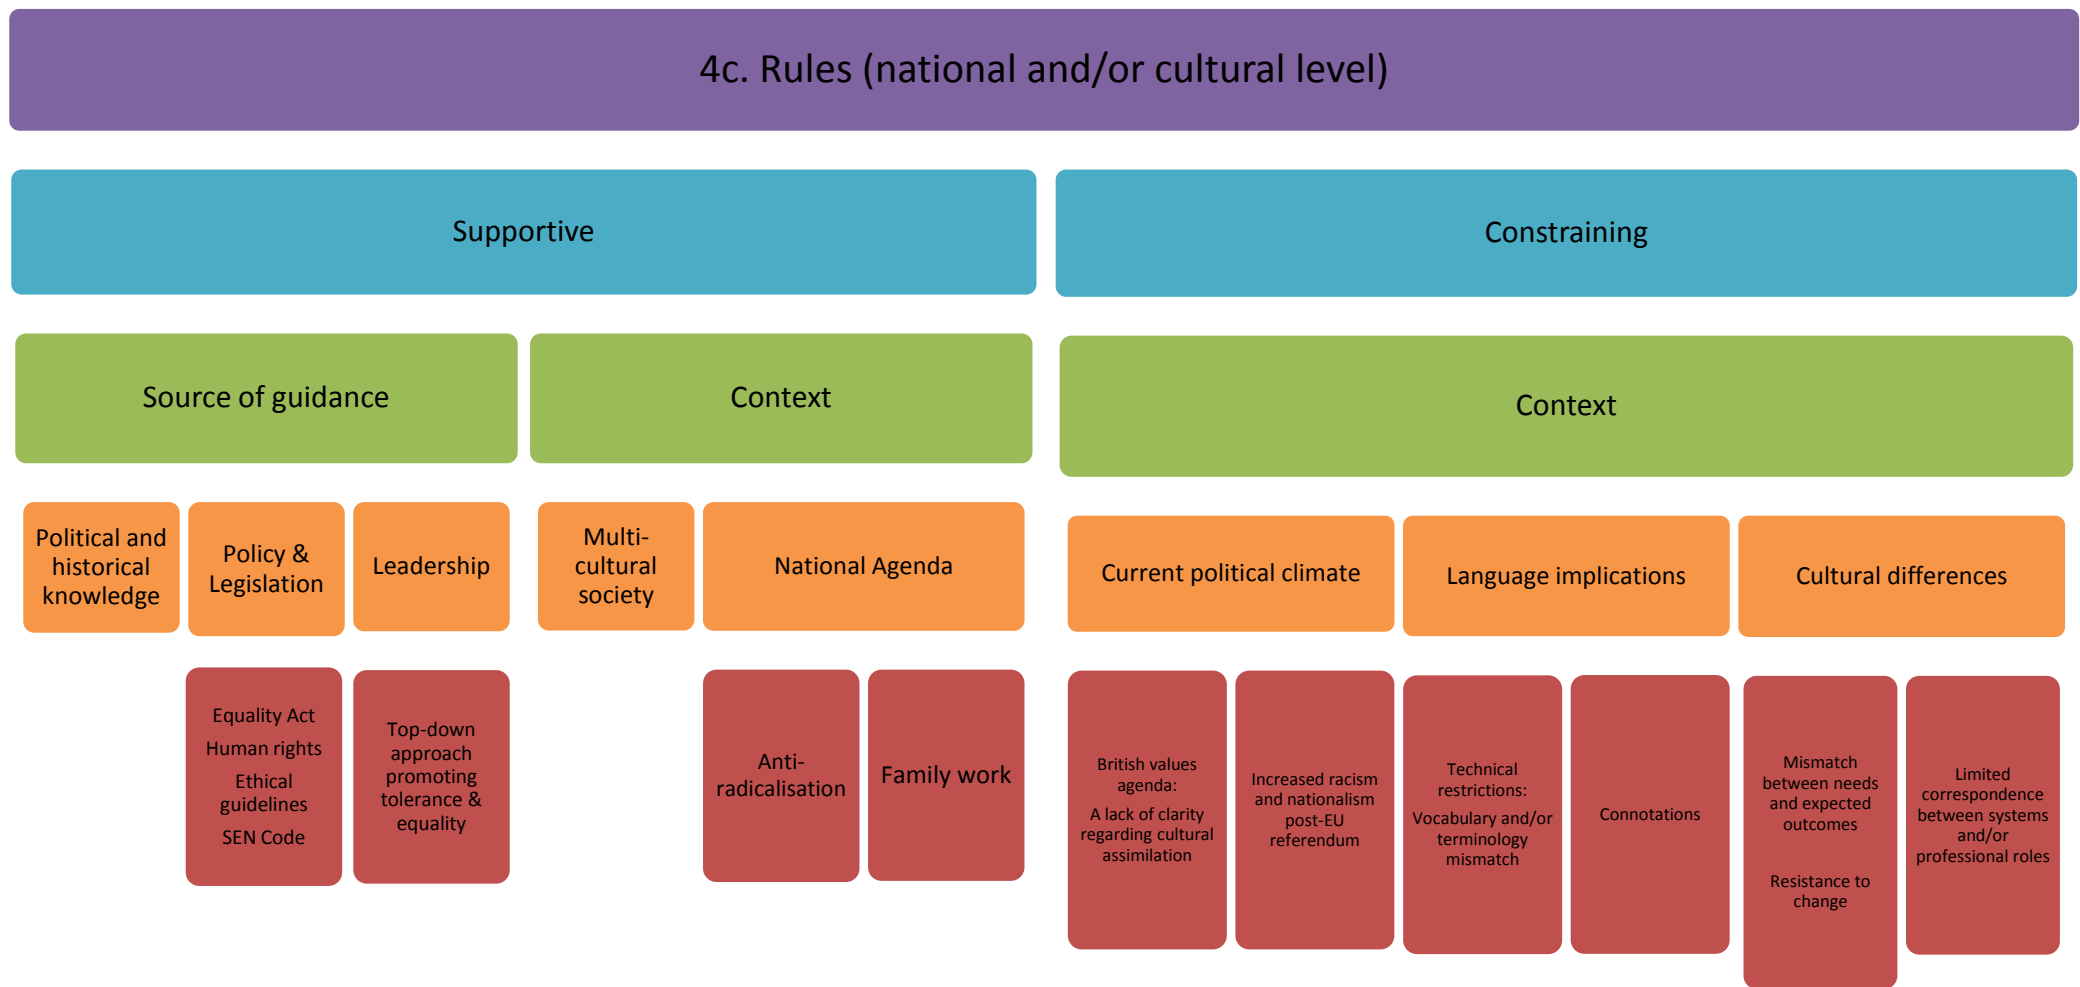 4c. Rules (national and/or cultural level)
Supportive
Constraining
Source of guidance
Context
Context
Political and
historical
knowledge
Policy &
Legislation
Leadership
Multi-
cultural
society
National Agenda
Current political climate
Language implications
Cultural differences
Equality Act
Human rights
Ethical
guidelines
SEN Code
Top-down
approach
promoting
tolerance &
equality
Anti-
radicalisation
Family work
British values
agenda:
A lack of clarity
regarding cultural
assimilation
Increased racism
and nationalism
post-EU
referendum
Technical
restrictions:
Vocabulary and/or
terminology
mismatch
Connotations
Mismatch
between needs
and expected
outcomes
Resistance to
change
Limited
correspondence
between systems
and/or
professional roles